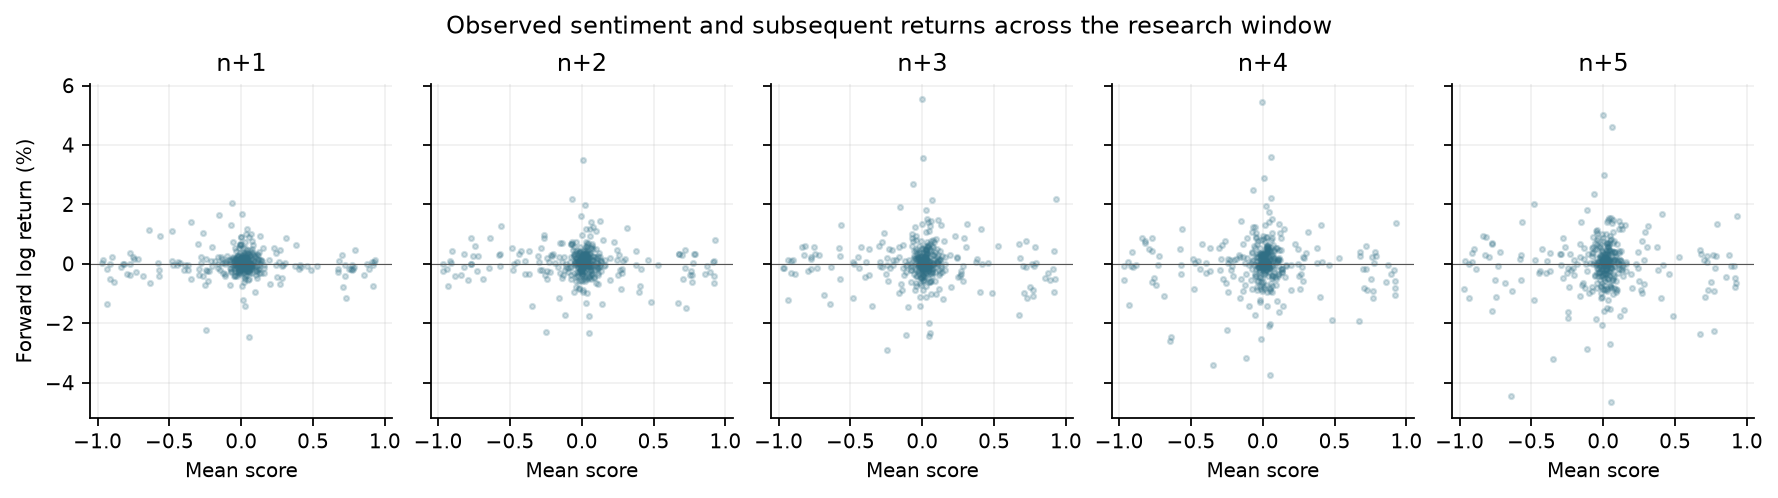 Observed sentiment and subsequent returns across the research window
n+1 n+2 n+3 n+4 n+5
Forward log return (%)
6
4
2
0
−2
−4
−1.0 −0.5 0.0 0.5 1.0 −1.0 −0.5 0.0 0.5 1.0 −1.0 −0.5 0.0 0.5 1.0 −1.0 −0.5 0.0 0.5 1.0 −1.0 −0.5 0.0 0.5 1.0
Mean score Mean score Mean score Mean score Mean score